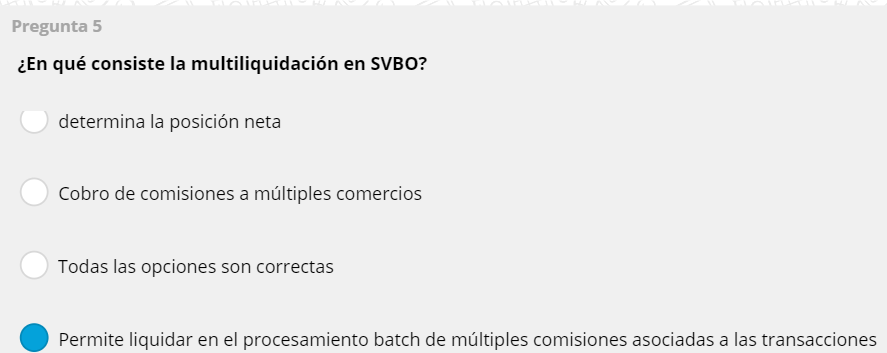 Pregunta 5
¿En qué consiste la multiliquidación en SVBO?
determina la posición neta
Cobro de comisiones a múltiples comercios
Todas las opciones son correctas
Permite liquidar en el procesamiento batch de múltiples comisiones asociadas a las transacciones